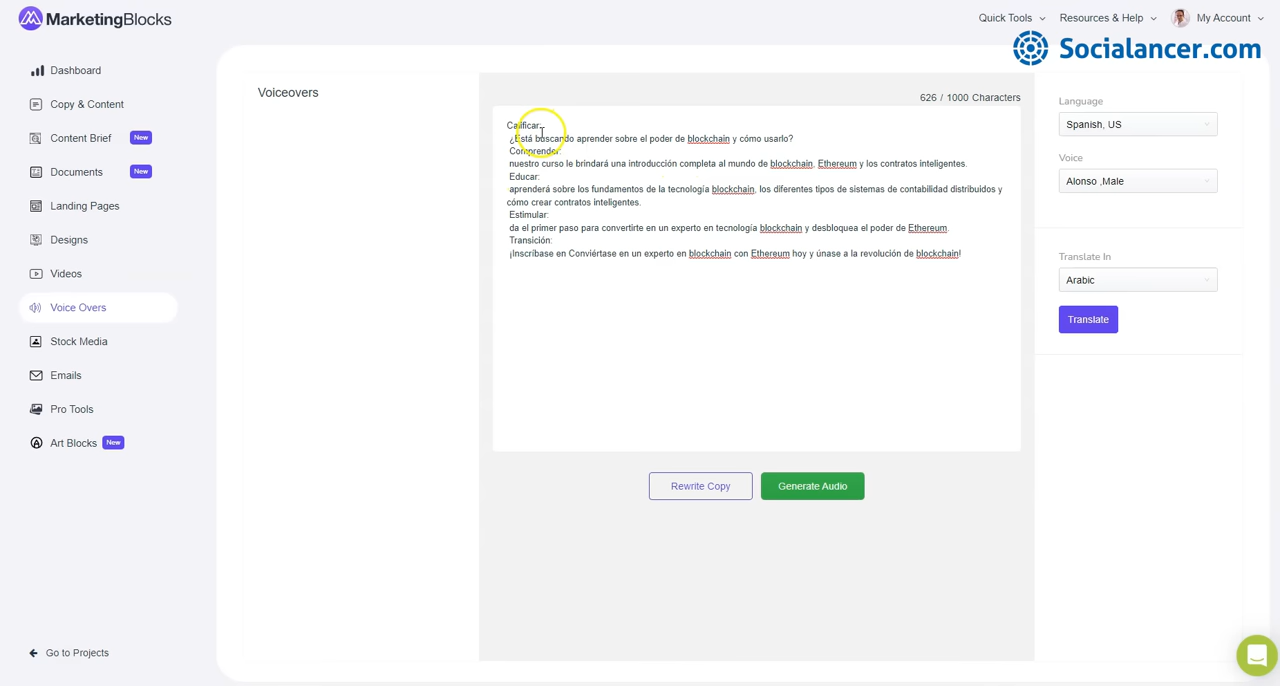 MarketingBlocks
Quick Tools
Resources & Help
My Account
Socialancer.com
Dashboard
Copy & Content
Content Brief New
Documents New
Landing Pages
Designs
Videos
Voice Overs
Stock Media
Emails
Pro Tools
Art Blocks New
Go to Projects
Voiceovers
626 / 1000 Characters
Calificar:
¿Está buscando aprender sobre el poder de blockchain y cómo usarlo?
Comprender:
nuestro curso le brindará una introducción completa al mundo de blockchain, Ethereum y los contratos inteligentes.
Educar:
aprenderá sobre los fundamentos de la tecnología blockchain, los diferentes tipos de sistemas de contabilidad distribuidos y
cómo crear contratos inteligentes.
Estimular:
da el primer paso para convertirte en un experto en tecnología blockchain y desbloquea el poder de Ethereum.
Transición:
¡Inscríbase en Conviértase en un experto en blockchain con Ethereum hoy y únase a la revolución de blockchain!
Rewrite Copy
Generate Audio
Language
Spanish, US
Voice
Alonso ,Male
Translate In
Arabic
Translate